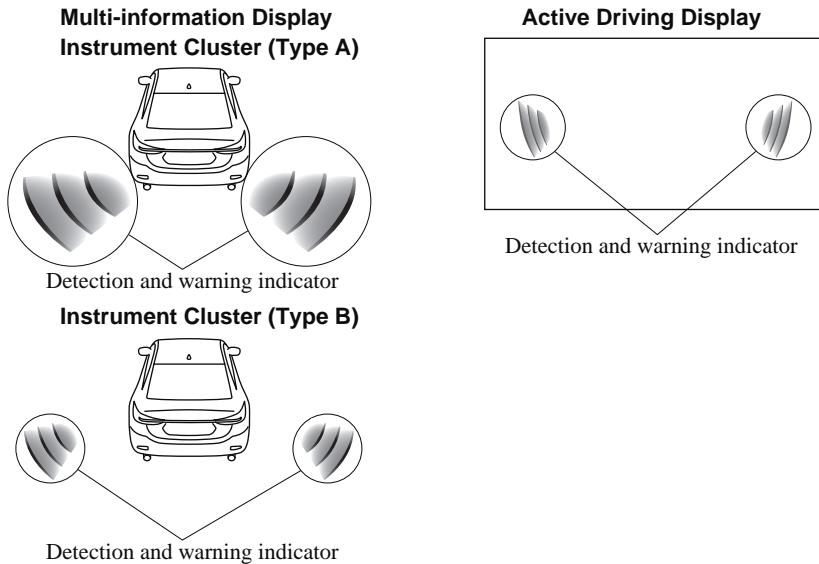 Multi-information Display
Instrument Cluster (Type A)
Detection and warning indicator
Instrument Cluster (Type B)
Detection and warning indicator
Active Driving Display
Detection and warning indicator